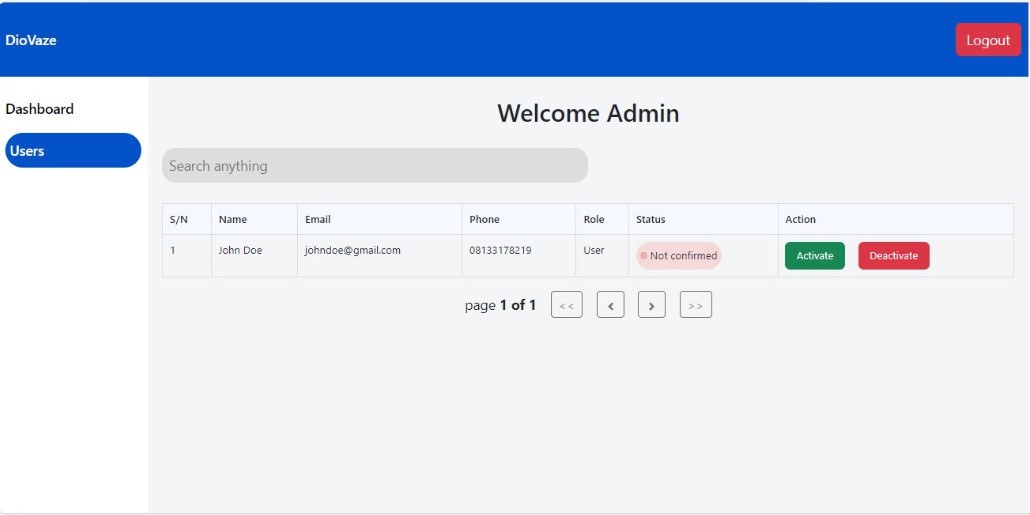 DioVaze
Logout
Dashboard
Users
Welcome Admin
Search anything
S/N Name Email Phone Role Status Action
1 John Doe johndoe@gmail.com 08133178219 User Not confirmed Activate Deactivate
page 1 of 1 << < > >>